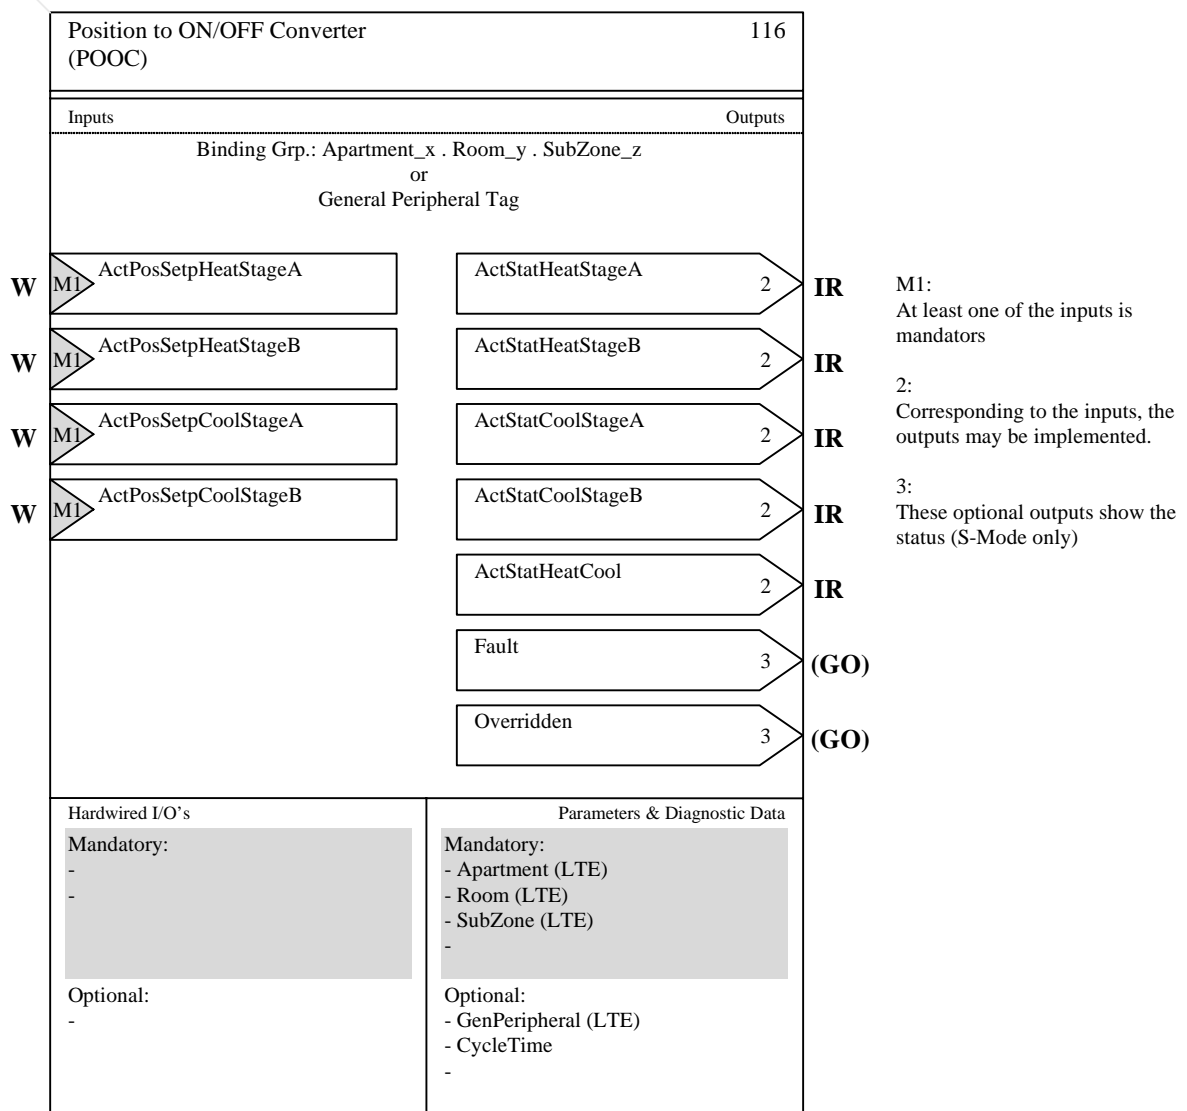 Position to ON/OFF Converter 116
(POOC)
Inputs Outputs
Binding Grp.: Apartment_x . Room_y . SubZone_z
or
General Peripheral Tag
W M1 ActPosSetpHeatStageA ActStatHeatStageA 2 IR
W M1 ActPosSetpHeatStageB ActStatHeatStageB 2 IR
W M1 ActPosSetpCoolStageA ActStatCoolStageA 2 IR
W M1 ActPosSetpCoolStageB ActStatCoolStageB 2 IR
ActStatHeatCool 2 IR
Fault 3 (GO)
Overridden 3 (GO)
M1:
At least one of the inputs is
mandators
2:
Corresponding to the inputs, the
outputs may be implemented.
3:
These optional outputs show the
status (S-Mode only)
Hardwired I/O's
Mandatory:
-
-
Optional:
-
Parameters & Diagnostic Data
Mandatory:
- Apartment (LTE)
- Room (LTE)
- SubZone (LTE)
-
Optional:
- GenPeripheral (LTE)
- CycleTime
-